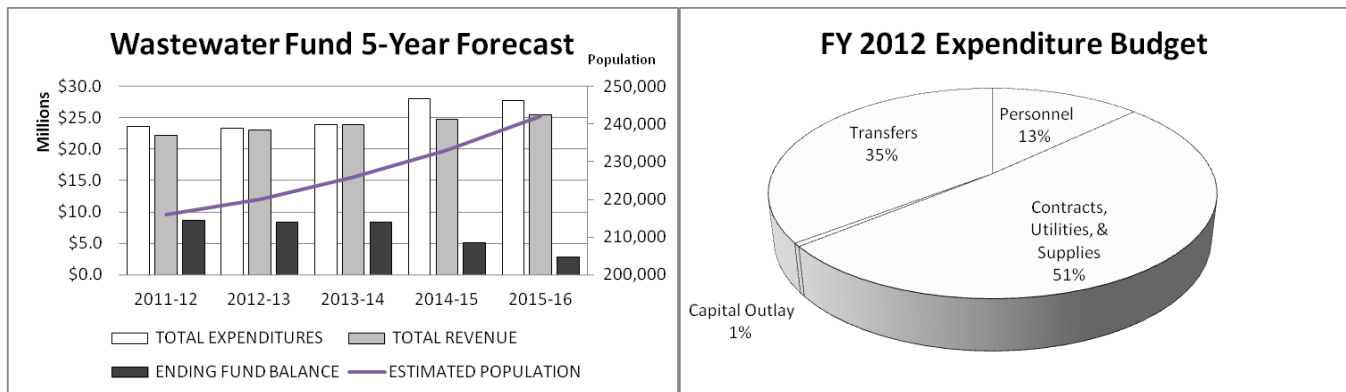 Wastewater Fund 5-Year Forecast
Population
Millions
$30.0
$25.0
$20.0
$15.0
$10.0
$5.0
$0.0
250,000
240,000
230,000
220,000
210,000
200,000
2011-12 2012-13 2013-14 2014-15 2015-16
TOTAL EXPENDITURES TOTAL REVENUE
ENDING FUND BALANCE ESTIMATED POPULATION
FY 2012 Expenditure Budget
Transfers
35%
Personnel
13%
Contracts,
Utilities, &
Supplies
51%
Capital Outlay
1%